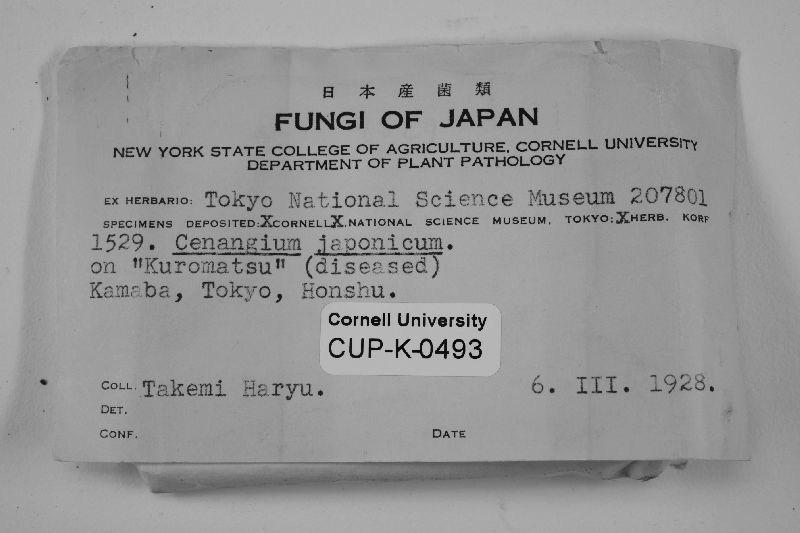 日本産菌類
FUNGI OF JAPAN
NEW YORK STATE COLLEGE OF AGRICULTURE, CORNELL UNIVERSITY
DEPARTMENT OF PLANT PATHOLOGY
EX HERBARIO: Tokyo National Science Museum 207801
SPECIMENS DEPOSITED:XCORNELLX.NATIONAL SCIENCE MUSEUM, TOKYO:XHERB. KORF
1529. Cenangium japonicum.
on "Kuromatsu" (diseased)
Kamaba, Tokyo, Honshu.
Cornell University
CUP-K-0493
COLL. Takemi Haryu. 6. III. 1928.
DET.
CONF. DATE